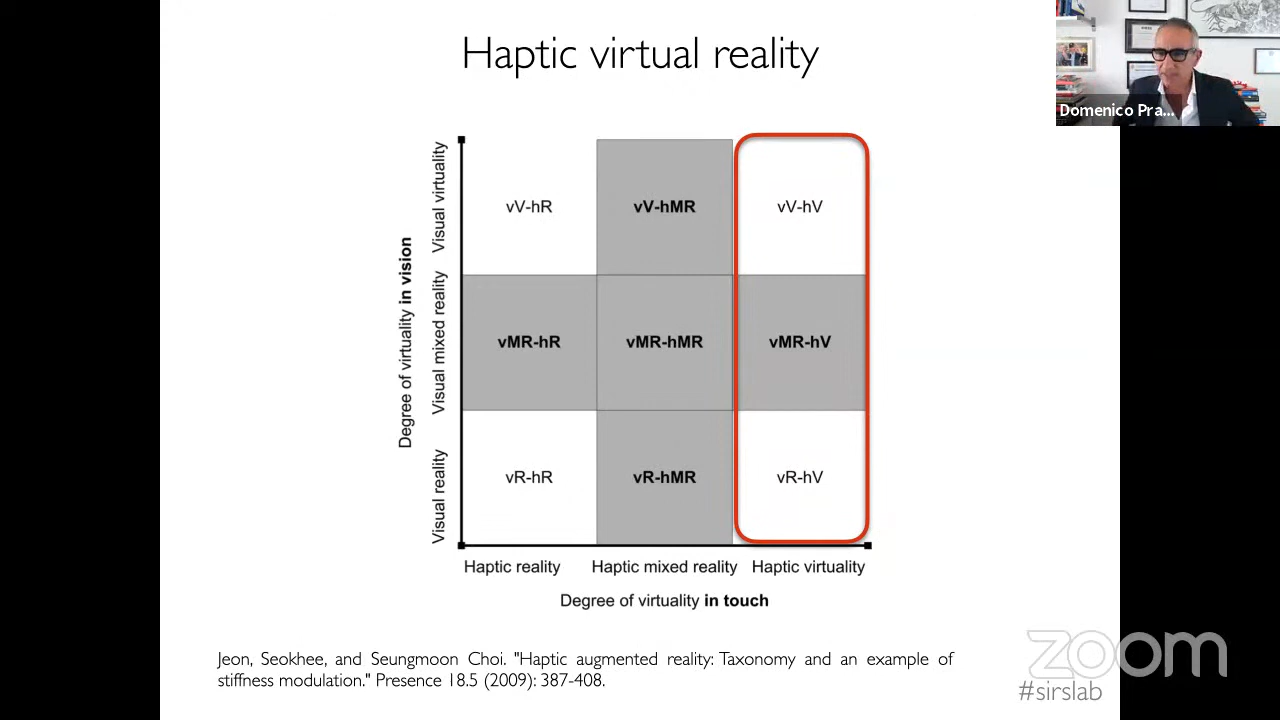 Haptic virtual reality
Domenico Pra...
Degree of virtuality in vision
Visual virtuality
Visual mixed reality
Visual reality
vV-hR
vV-hMR
vV-hV
vMR-hR
vMR-hMR
vMR-hV
vR-hR
vR-hMR
vR-hV
Haptic reality
Haptic mixed reality
Haptic virtuality
Degree of virtuality in touch
Jeon, Seokhee, and Seungmoon Choi. "Haptic augmented reality: Taxonomy and an example of
stiffness modulation." Presence 18.5 (2009): 387-408.
zoom
#sirslab